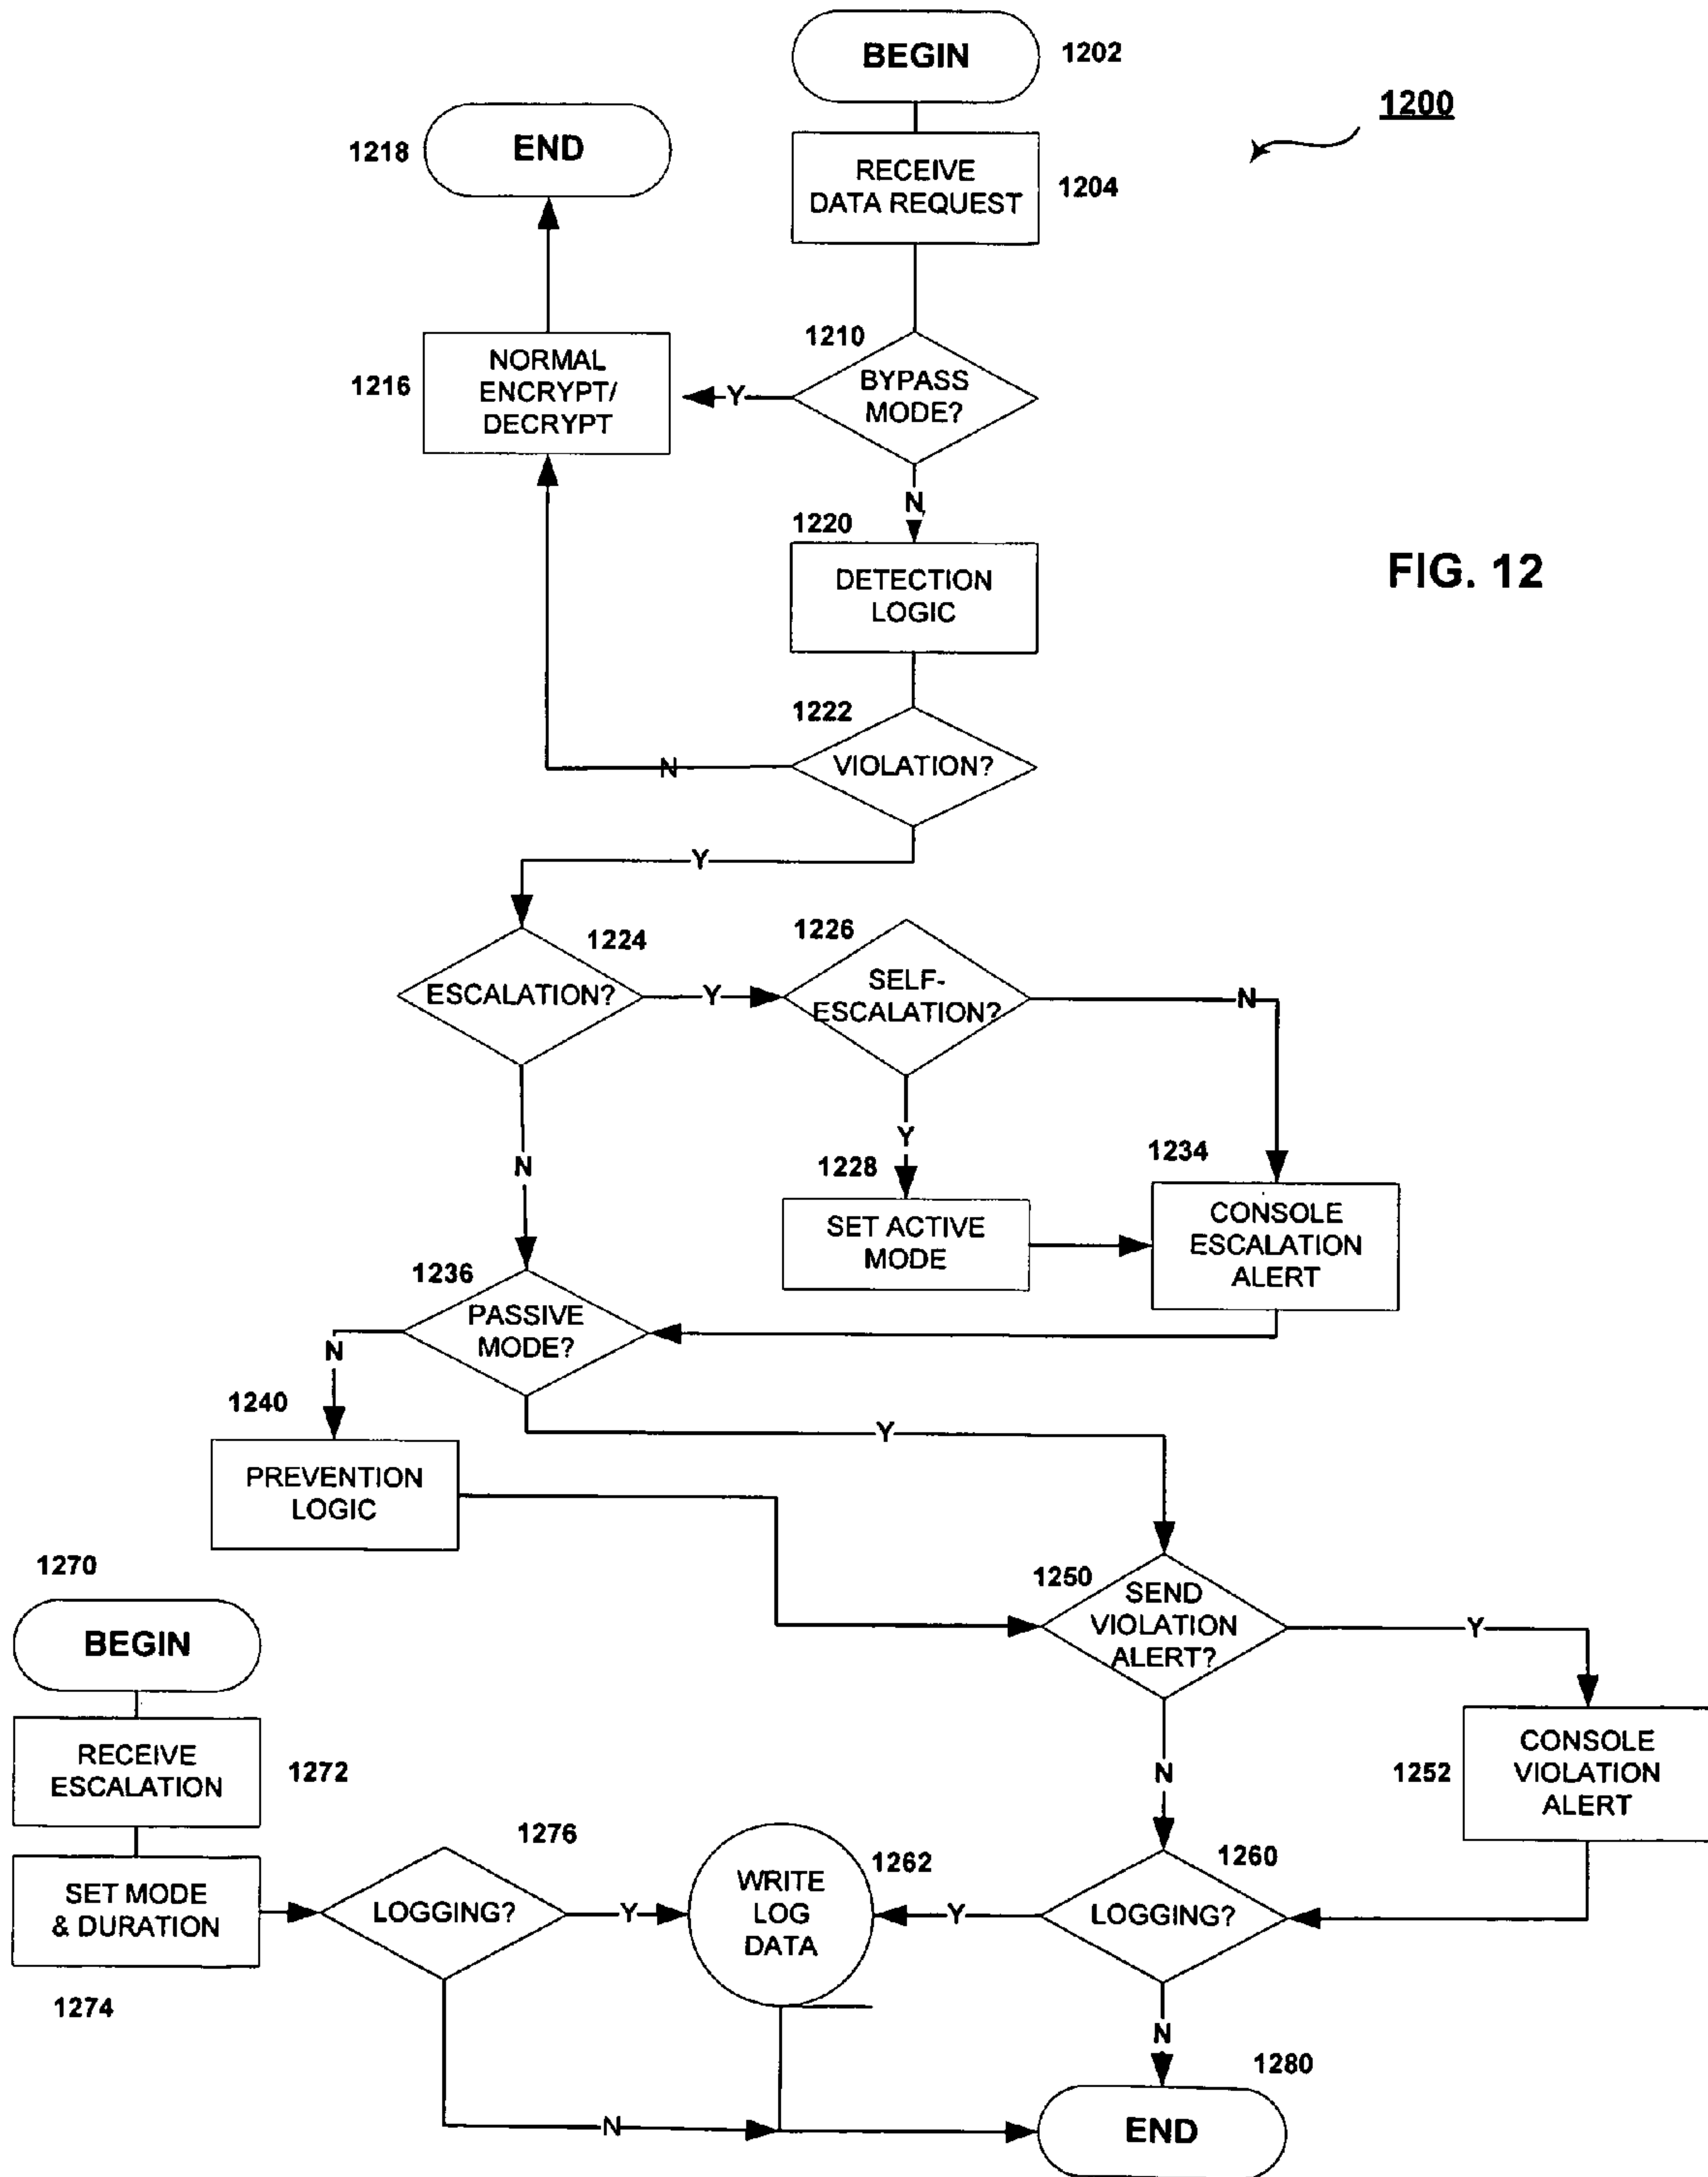 BEGIN
1202
1200
END
1218
RECEIVE
DATA REQUEST
1204
1210
BYPASS
MODE?
Y
NORMAL
ENCRYPT/
DECRYPT
1216
N
1220
DETECTION
LOGIC
FIG. 12
1222
VIOLATION?
N
Y
1224
ESCALATION?
Y
1226
SELF-
ESCALATION?
N
Y
N
1228
SET ACTIVE
MODE
1234
CONSOLE
ESCALATION
ALERT
1236
PASSIVE
MODE?
N
Y
1240
PREVENTION
LOGIC
1250
SEND
VIOLATION
ALERT?
Y
N
1252
CONSOLE
VIOLATION
ALERT
1270
BEGIN
RECEIVE
ESCALATION
1272
SET MODE
& DURATION
1274
1276
LOGGING?
Y
N
WRITE
LOG
DATA
1262
Y
1260
LOGGING?
N
1280
END